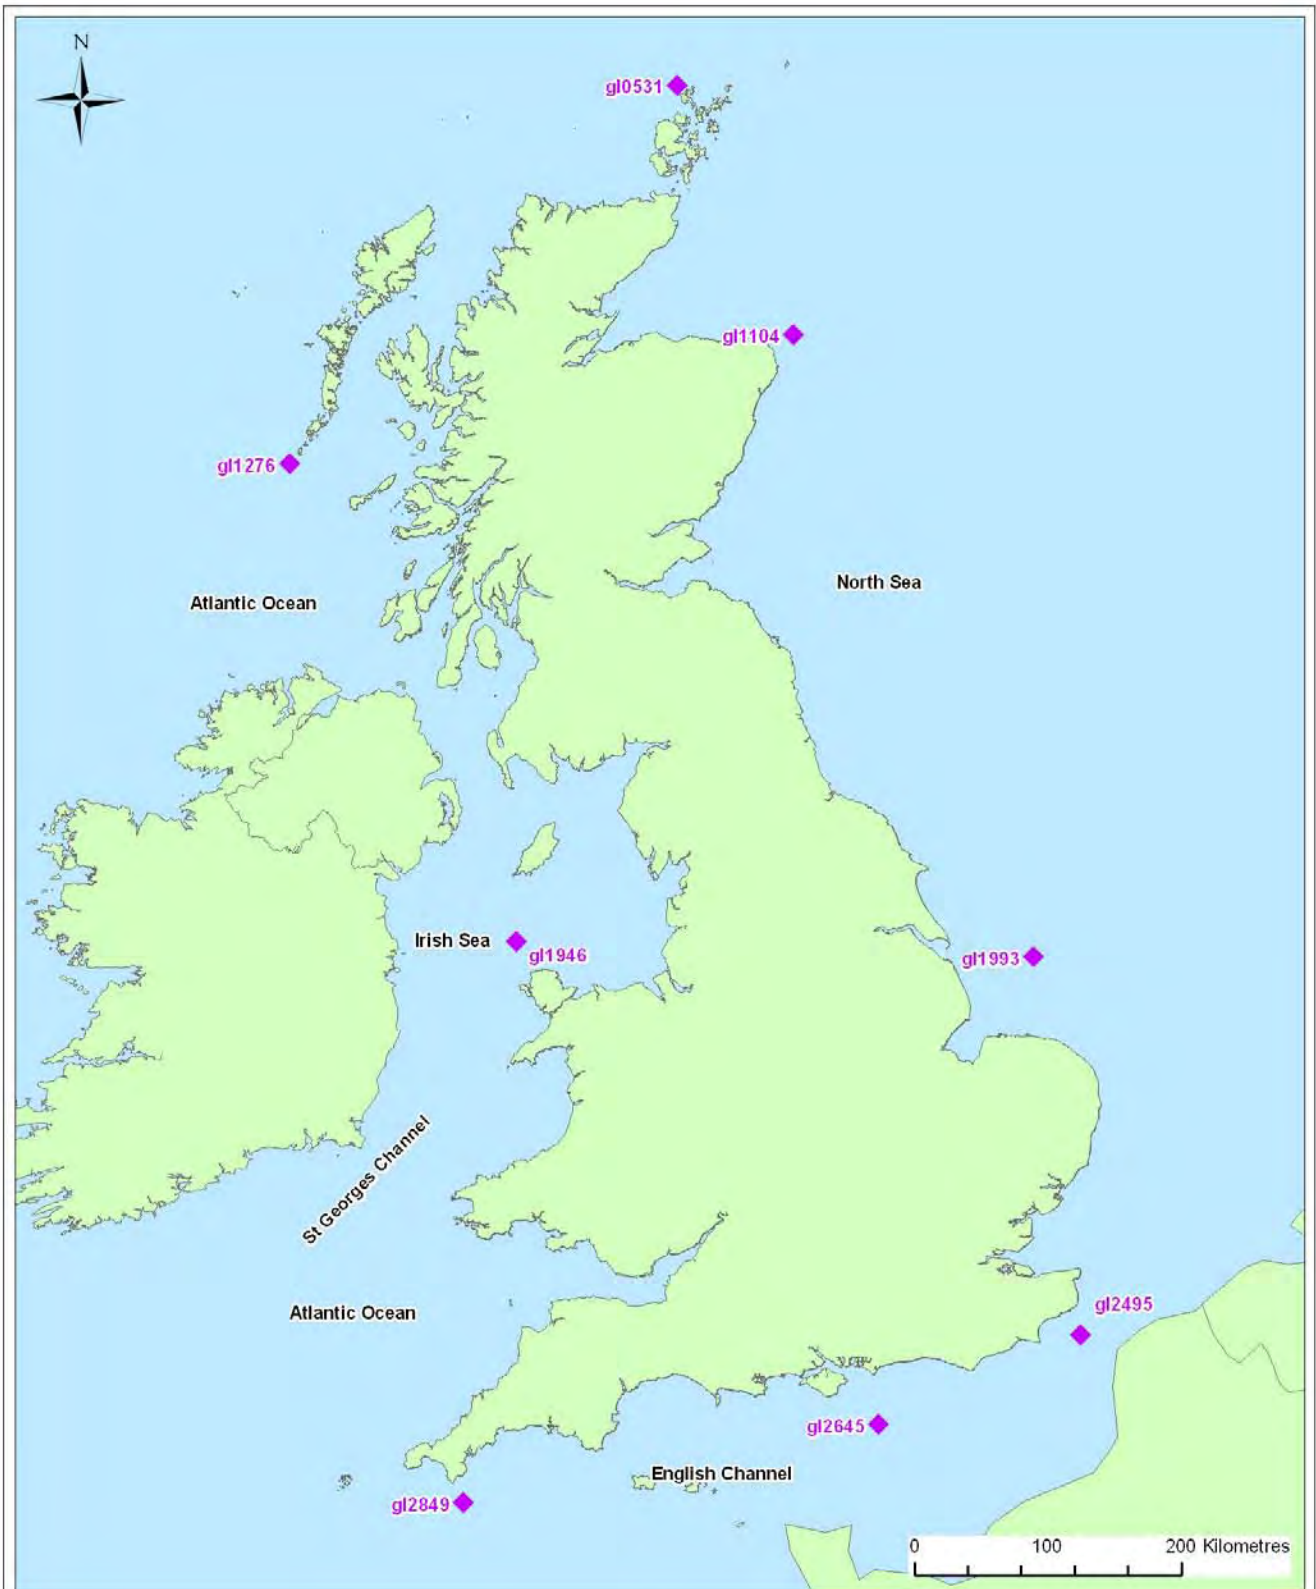 N
gl0531
gl1104
gl1276
North Sea
Atlantic Ocean
Irish Sea
gl1946
gl1993
St Georges Channel
Atlantic Ocean
gl2495
gl2645
English Channel
gl2849
0 100 200 Kilometres